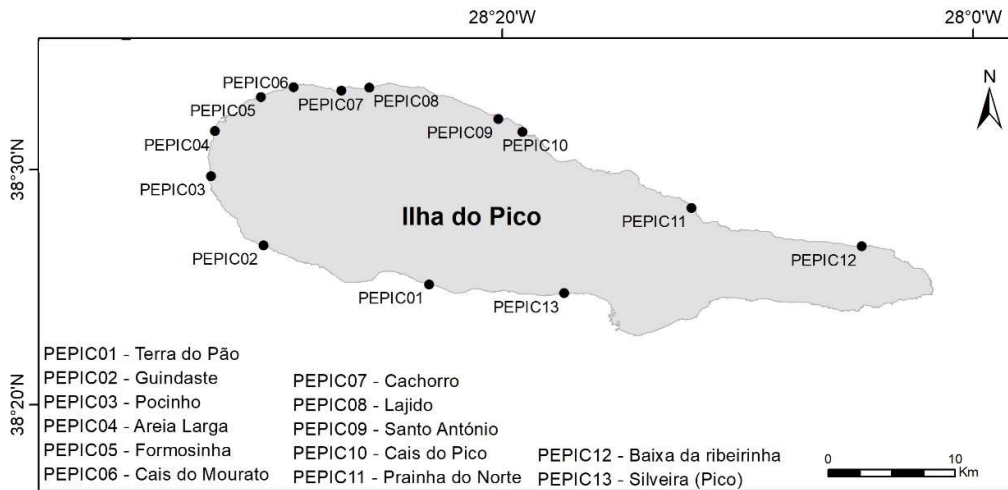 28°20'W
28°0'W
N
PEPIC06
PEPIC05
PEPIC07
PEPIC08
PEPIC04
PEPIC09
PEPIC10
38°30'N
PEPIC03
Ilha do Pico
PEPIC11
PEPIC02
PEPIC12
PEPIC01
PEPIC13
38°20'N
PEPIC01 - Terra do Pão
PEPIC02 - Guindaste
PEPIC03 - Pocinho
PEPIC04 - Areia Larga
PEPIC05 - Formosinha
PEPIC06 - Cais do Mourato
PEPIC07 - Cachorro
PEPIC08 - Lajido
PEPIC09 - Santo António
PEPIC10 - Cais do Pico
PEPIC11 - Prainha do Norte
PEPIC12 - Baixa da ribeirinha
PEPIC13 - Silveira (Pico)
0 10
Km